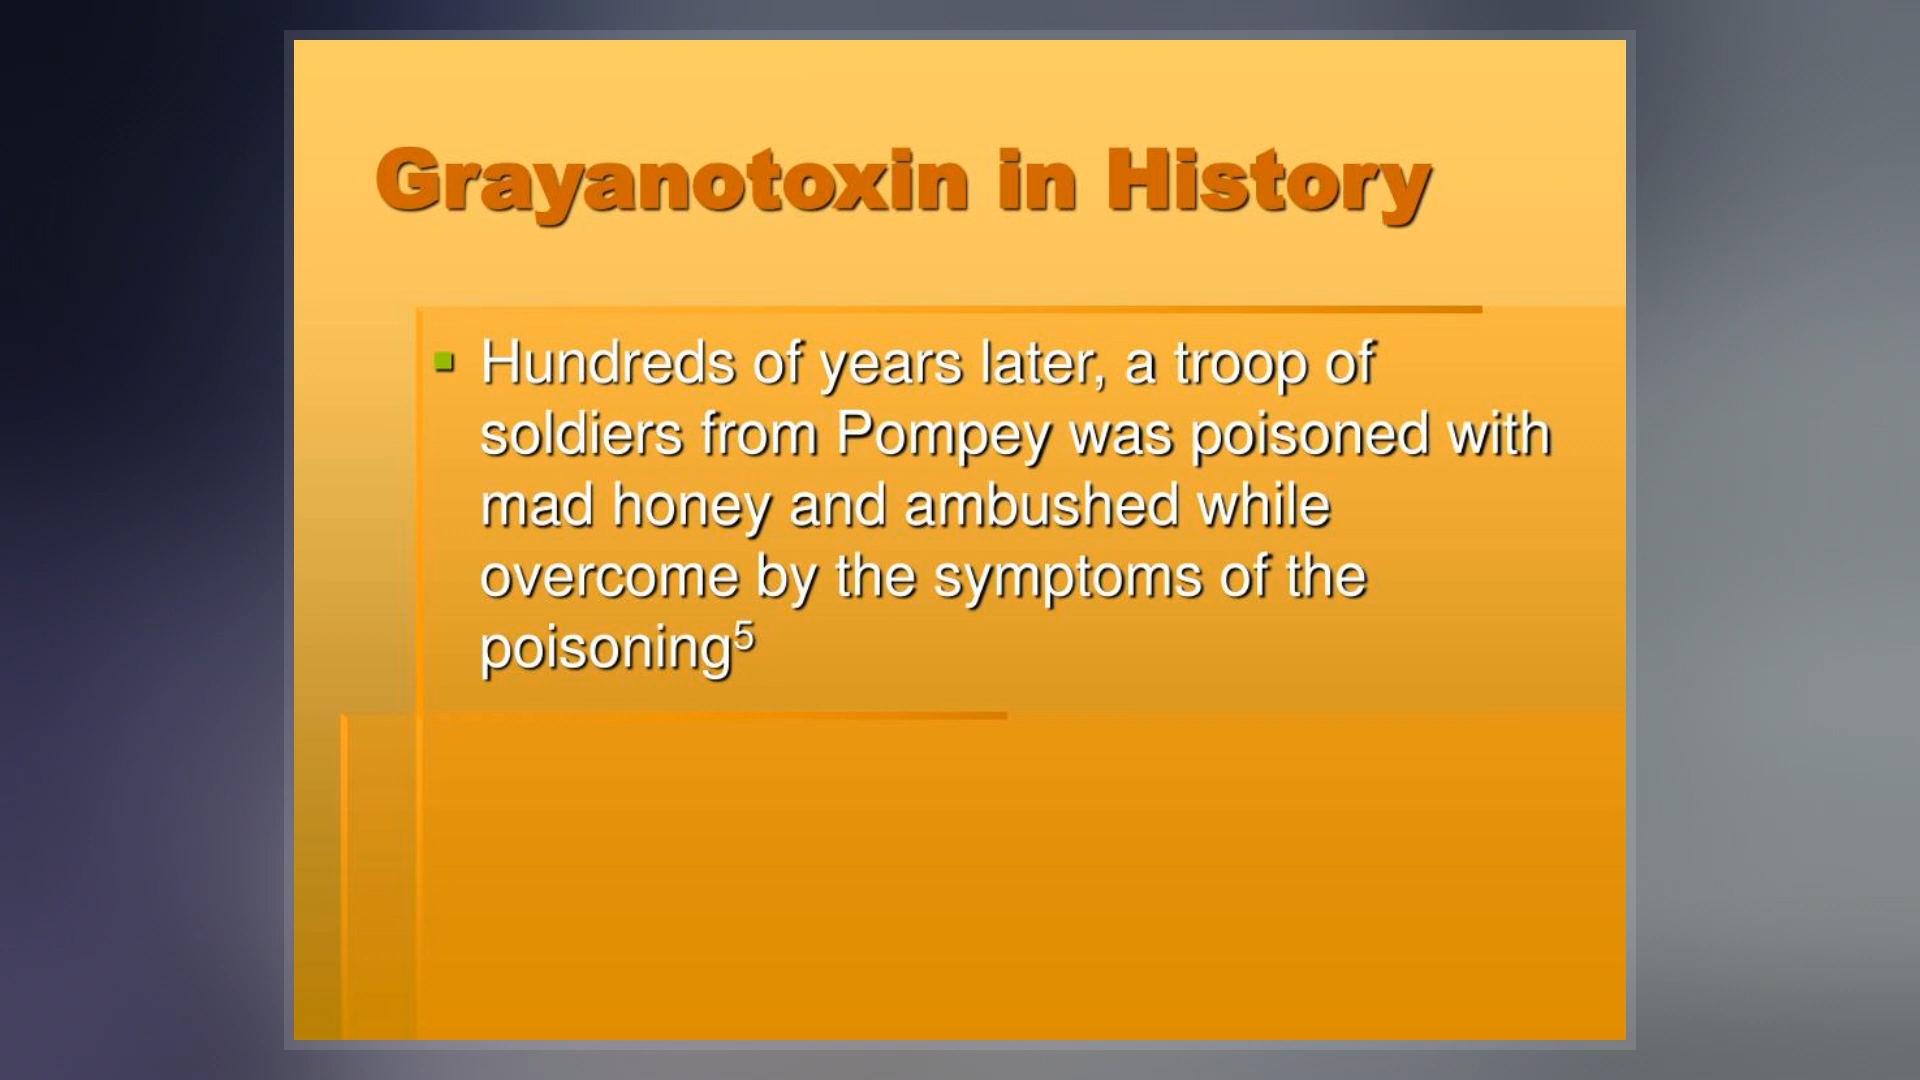 Grayanotoxin in History
Hundreds of years later, a troop of
soldiers from Pompey was poisoned with
mad honey and ambushed while
overcome by the symptoms of the
poisoning⁵